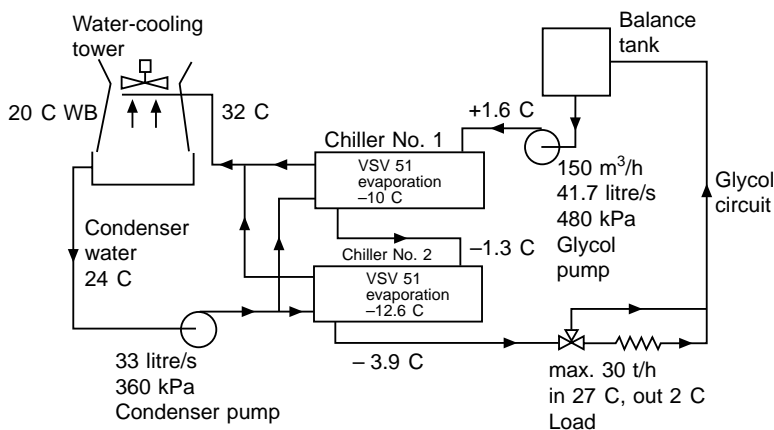 Water-cooling
tower
20 C WB
32 C
Condenser
water
24 C
33 litre/s
360 kPa
Condenser pump
Chiller No. 1
VSV 51
evaporation
–10 C
Chiller No. 2
VSV 51
evaporation
–12.6 C
+1.6 C
–1.3 C
– 3.9 C
Balance
tank
150 m³/h
41.7 litre/s
480 kPa
Glycol
pump
Glycol
circuit
max. 30 t/h
in 27 C, out 2 C
Load